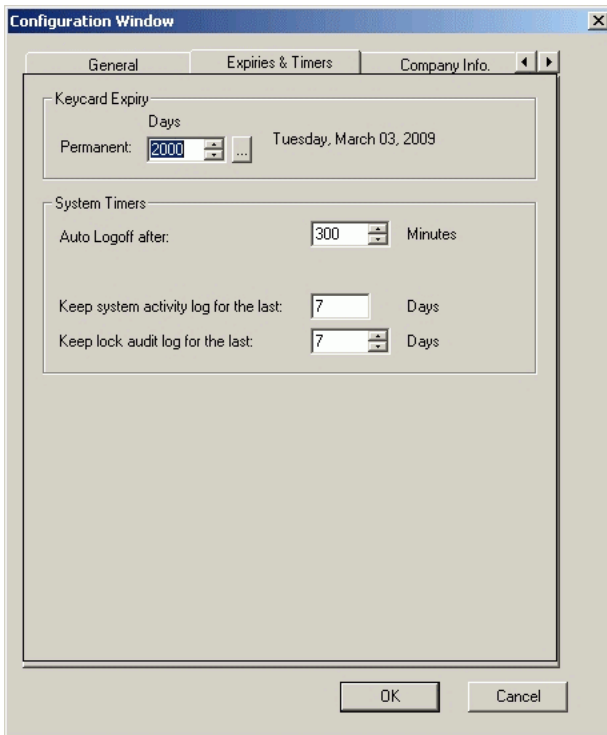 Configuration Window
General Expiries & Timers Company Info.
Keycard Expiry
Days
Permanent: 2000 ... Tuesday, March 03, 2009
System Timers
Auto Logoff after: 300 Minutes
Keep system activity log for the last: 7 Days
Keep lock audit log for the last: 7 Days
OK Cancel